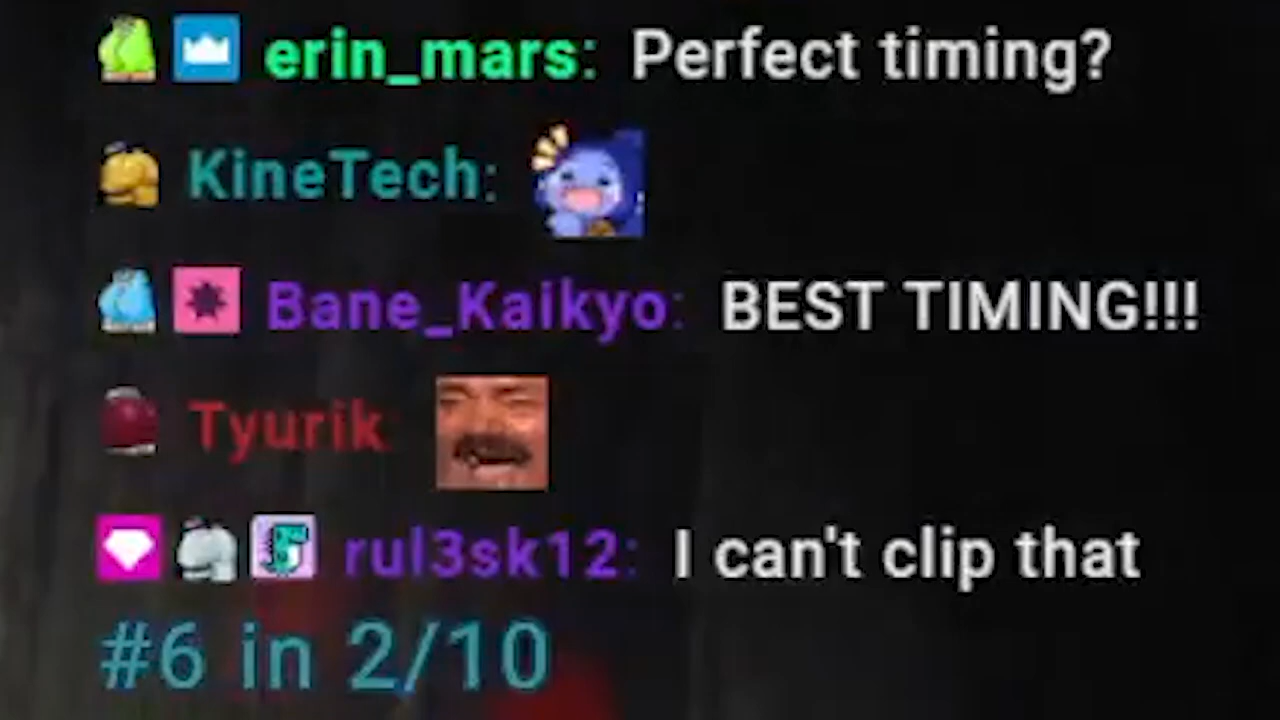 erin_mars: Perfect timing?
KineTech:
Bane_Kaikyo: BEST TIMING!!!
Tyurik:
rul3sk12: I can't clip that
#6 in 2/10